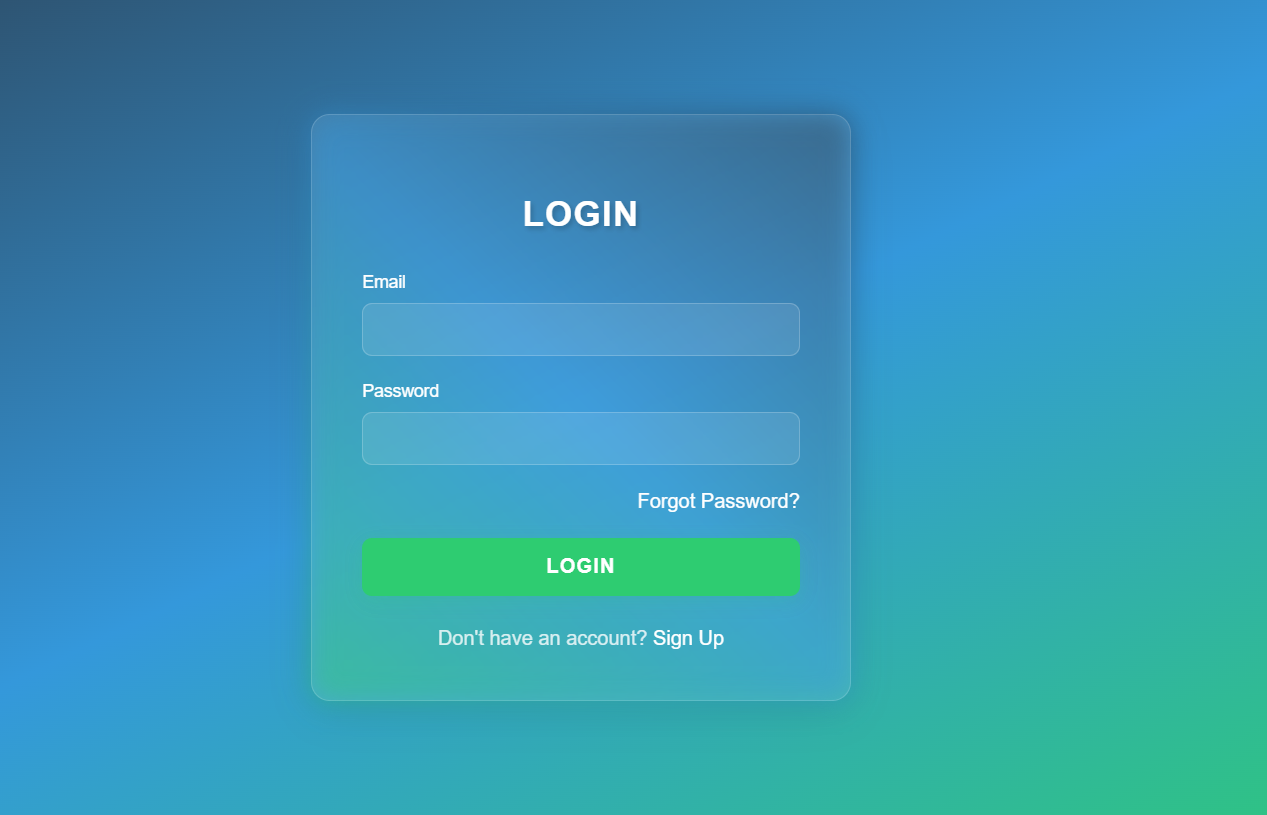 LOGIN
Email
Password
Forgot Password?
LOGIN
Don't have an account? Sign Up